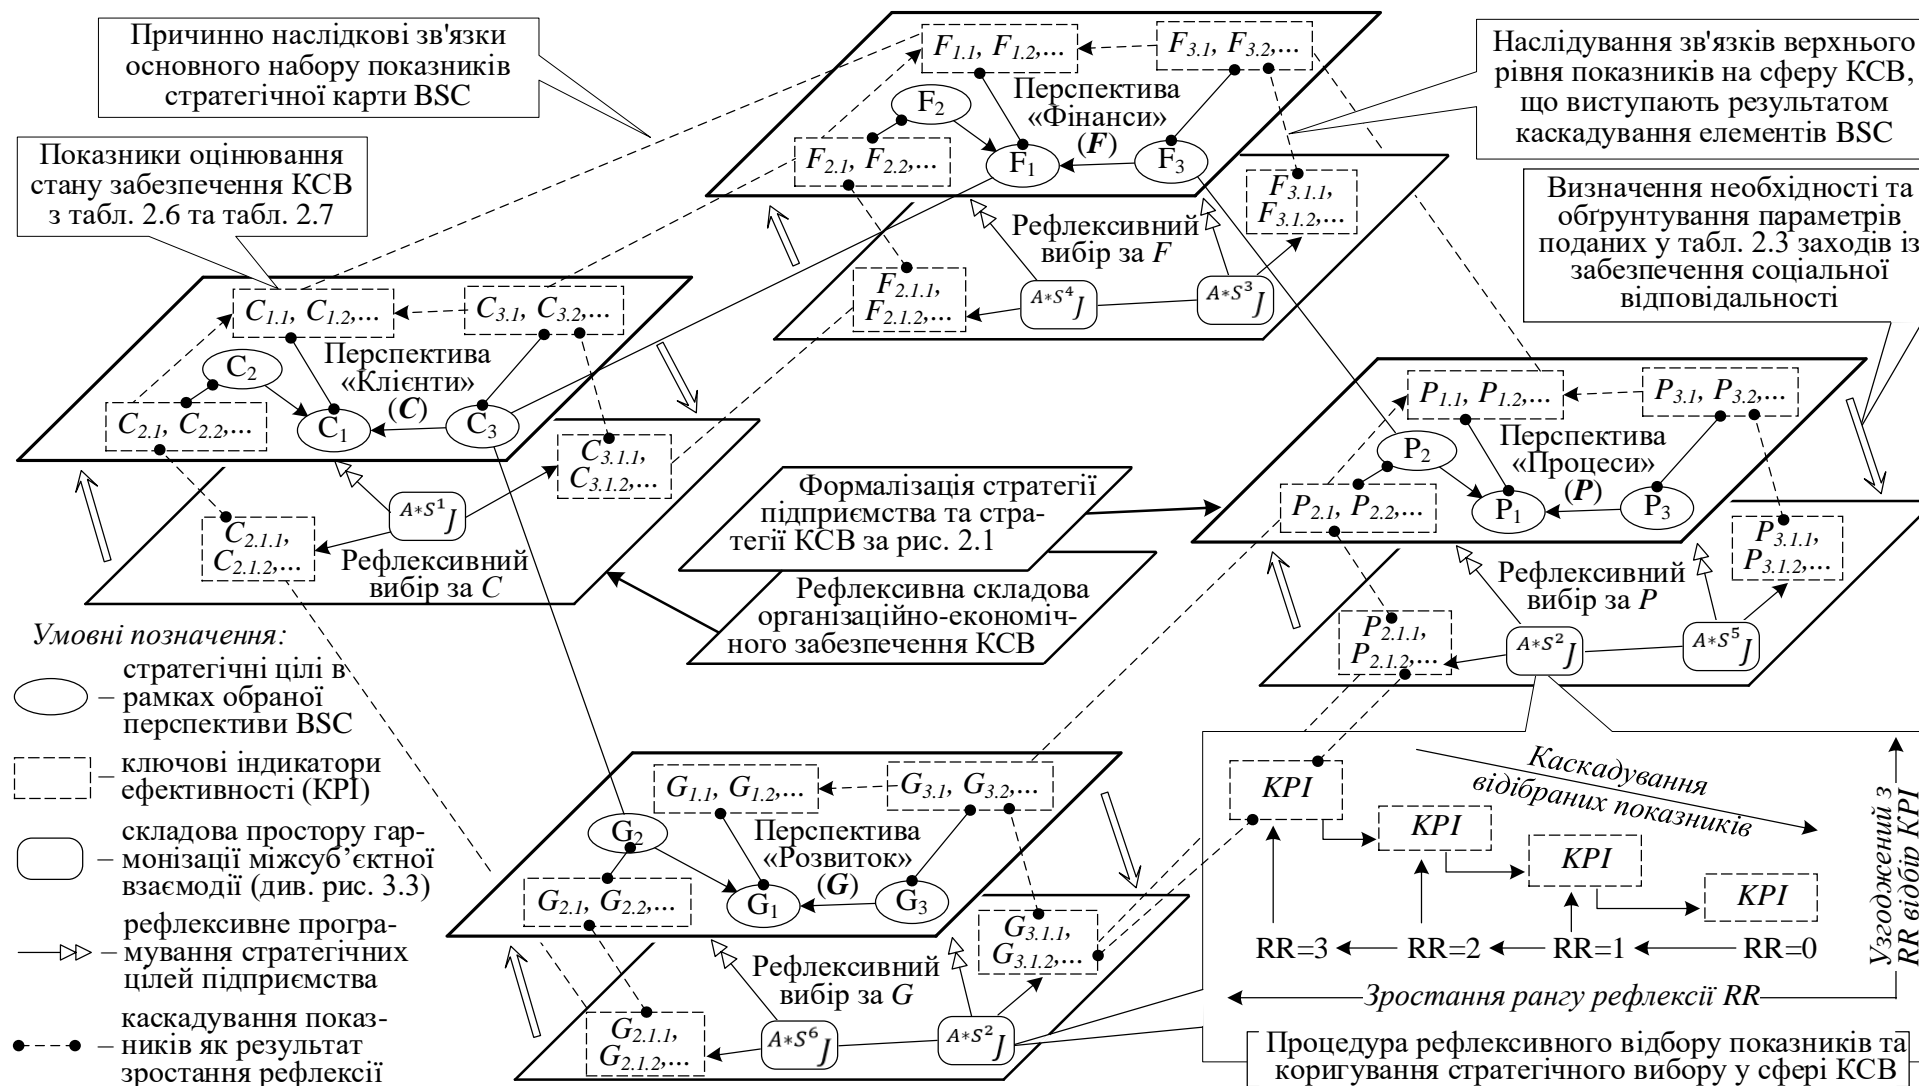 Причинно наслідкові зв'язки
основного набору показників
стратегічної карти BSC
Показники оцінювання
стану забезпечення КСВ
з табл. 2.6 та табл. 2.7
F1.1, F1.2,...
F3.1, F3.2,...
Перспектива
«Фінанси»
(F)
F2
F2.1, F2.2,...
F1
F3
Наслідування зв'язків верхнього
рівня показників на сферу КСВ,
що виступають результатом
каскадування елементів BSC
Визначення необхідності та
обґрунтування параметрів
поданих у табл. 2.3 заходів із
забезпечення соціальної
відповідальності
F3.1.1,
F3.1.2,...
Рефлексивний
вибір за F
F2.1.1,
F2.1.2,...
A*S4J
A*S3J
C1.1, C1.2,...
C3.1, C3.2,...
Перспектива
«Клієнти»
(C)
C2
C2.1, C2.2,...
C1
C3
C3.1.1,
C3.1.2,...
A*S1J
C2.1.1,
C2.1.2,...
Рефлексивний
вибір за C
Формалізація стратегії
підприємства та стра-
тегії КСВ за рис. 2.1
Рефлексивна складова
організаційно-економіч-
ного забезпечення КСВ
P1.1, P1.2,...
P3.1, P3.2,...
Перспектива
«Процеси»
(P)
P2
P2.1, P2.2,...
P1
P3
P3.1.1,
P3.1.2,...
Рефлексивний
вибір за P
P2.1.1,
P2.1.2,...
A*S2J
A*S5J
Умовні позначення:
стратегічні цілі в
– рамках обраної
перспективи BSC
– ключові індикатори
ефективності (КРІ)
складова простору гар-
– монізації міжсуб’єктної
взаємодії (див. рис. 3.3)
рефлексивне програ-
– мування стратегічних
цілей підприємства
каскадування показ-
– ників як результат
зростання рефлексії
G1.1, G1.2,...
G3.1, G3.2,...
Перспектива
«Розвиток»
(G)
G2
G2.1, G2.2,...
G1
G3
G3.1.1,
G3.1.2,...
Рефлексивний
вибір за G
G2.1.1,
G2.1.2,...
A*S6J
A*S2J
Каскадування
відібраних показників
KPI
KPI
KPI
KPI
RR=3
RR=2
RR=1
RR=0
Зростання рангу рефлексії RR
Узгоджений з
RR відбір KPI
Процедура рефлексивного відбору показників та
коригування стратегічного вибору у сфері КСВ